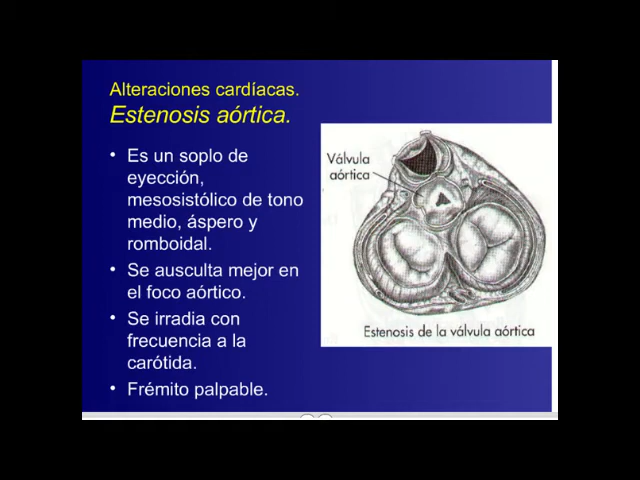 Alteraciones cardíacas.
Estenosis aórtica.
• Es un soplo de
eyección,
mesosistólico de tono
medio, áspero y
romboidal.
• Se ausculta mejor en
el foco aórtico.
• Se irradia con
frecuencia a la
carótida.
• Frémito palpable.
Válvula
aórtica
Estenosis de la válvula aórtica